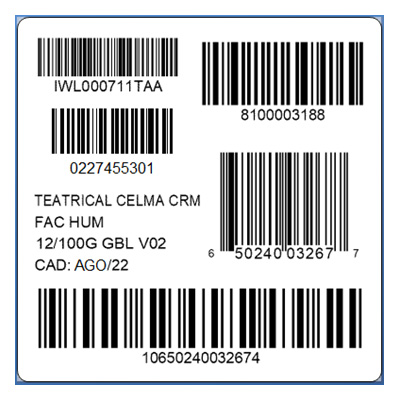 IWL000711TAA
8100003188
0227455301
TEATRICAL CELMA CRM
FAC HUM
12/100G GBL V02
CAD: AGO/22
6 50240 03267 7
10650240032674